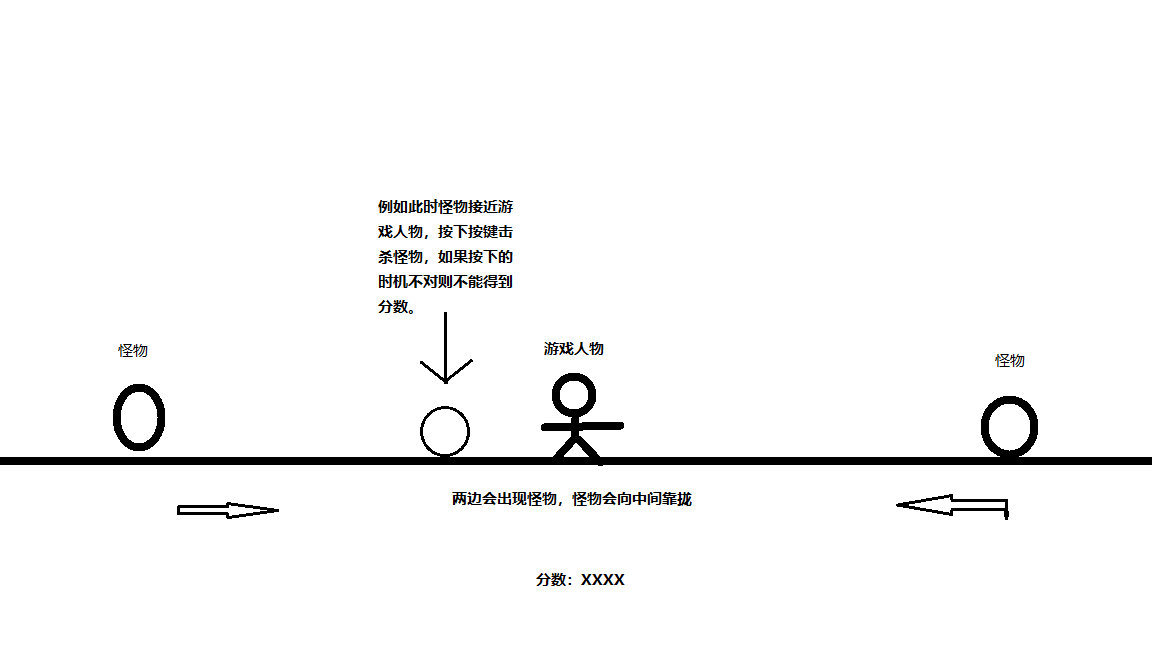 例如此时怪物接近游
戏人物，按下按键击
杀怪物，如果按下的
时机不对则不能得到
分数。
怪物
游戏人物
怪物
两边会出现怪物，怪物会向中间靠拢
分数：XXXX